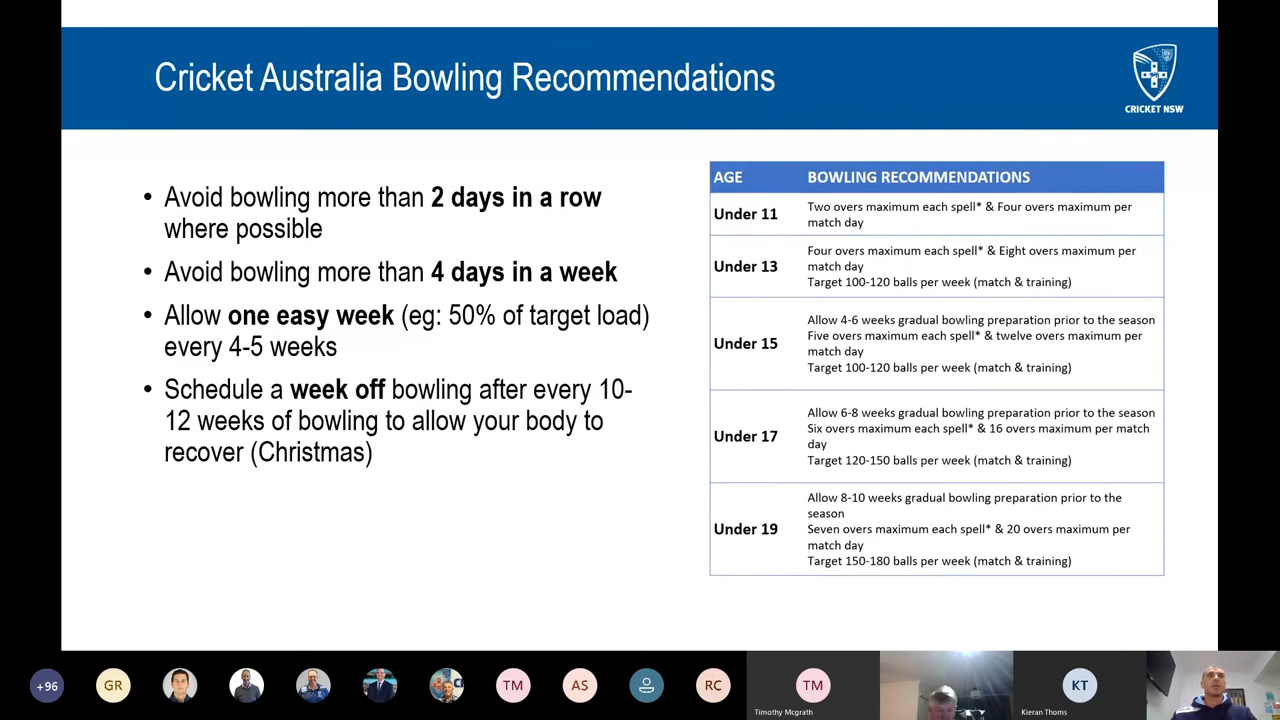 Cricket Australia Bowling Recommendations
CRICKET NSW
• Avoid bowling more than 2 days in a row
where possible
• Avoid bowling more than 4 days in a week
• Allow one easy week (eg: 50% of target load)
every 4-5 weeks
• Schedule a week off bowling after every 10-
12 weeks of bowling to allow your body to
recover (Christmas)
AGE BOWLING RECOMMENDATIONS
Under 11
Two overs maximum each spell* & Four overs maximum per
match day
Under 13
Four overs maximum each spell* & Eight overs maximum per
match day
Target 100-120 balls per week (match & training)
Under 15
Allow 4-6 weeks gradual bowling preparation prior to the season
Five overs maximum each spell* & twelve overs maximum per
match day
Target 100-120 balls per week (match & training)
Under 17
Allow 6-8 weeks gradual bowling preparation prior to the season
Six overs maximum each spell* & 16 overs maximum per match
day
Target 120-150 balls per week (match & training)
Under 19
Allow 8-10 weeks gradual bowling preparation prior to the
season
Seven overs maximum each spell* & 20 overs maximum per
match day
Target 150-180 balls per week (match & training)
+96 GR TM AS RC TM KT
Timothy Mcgrath Kieran Thoms